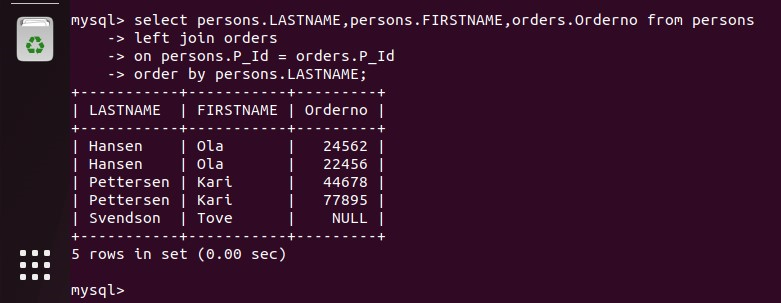 mysql> select persons.LASTNAME,persons.FIRSTNAME,orders.Orderno from persons
    -> left join orders
    -> on persons.P_Id = orders.P_Id
    -> order by persons.LASTNAME;
+-----------+-----------+---------+
| LASTNAME  | FIRSTNAME | Orderno |
+-----------+-----------+---------+
| Hansen    | Ola       |   24562 |
| Hansen    | Ola       |   22456 |
| Pettersen | Kari      |   44678 |
| Pettersen | Kari      |   77895 |
| Svendson  | Tove      |    NULL |
+-----------+-----------+---------+
5 rows in set (0.00 sec)

mysql>